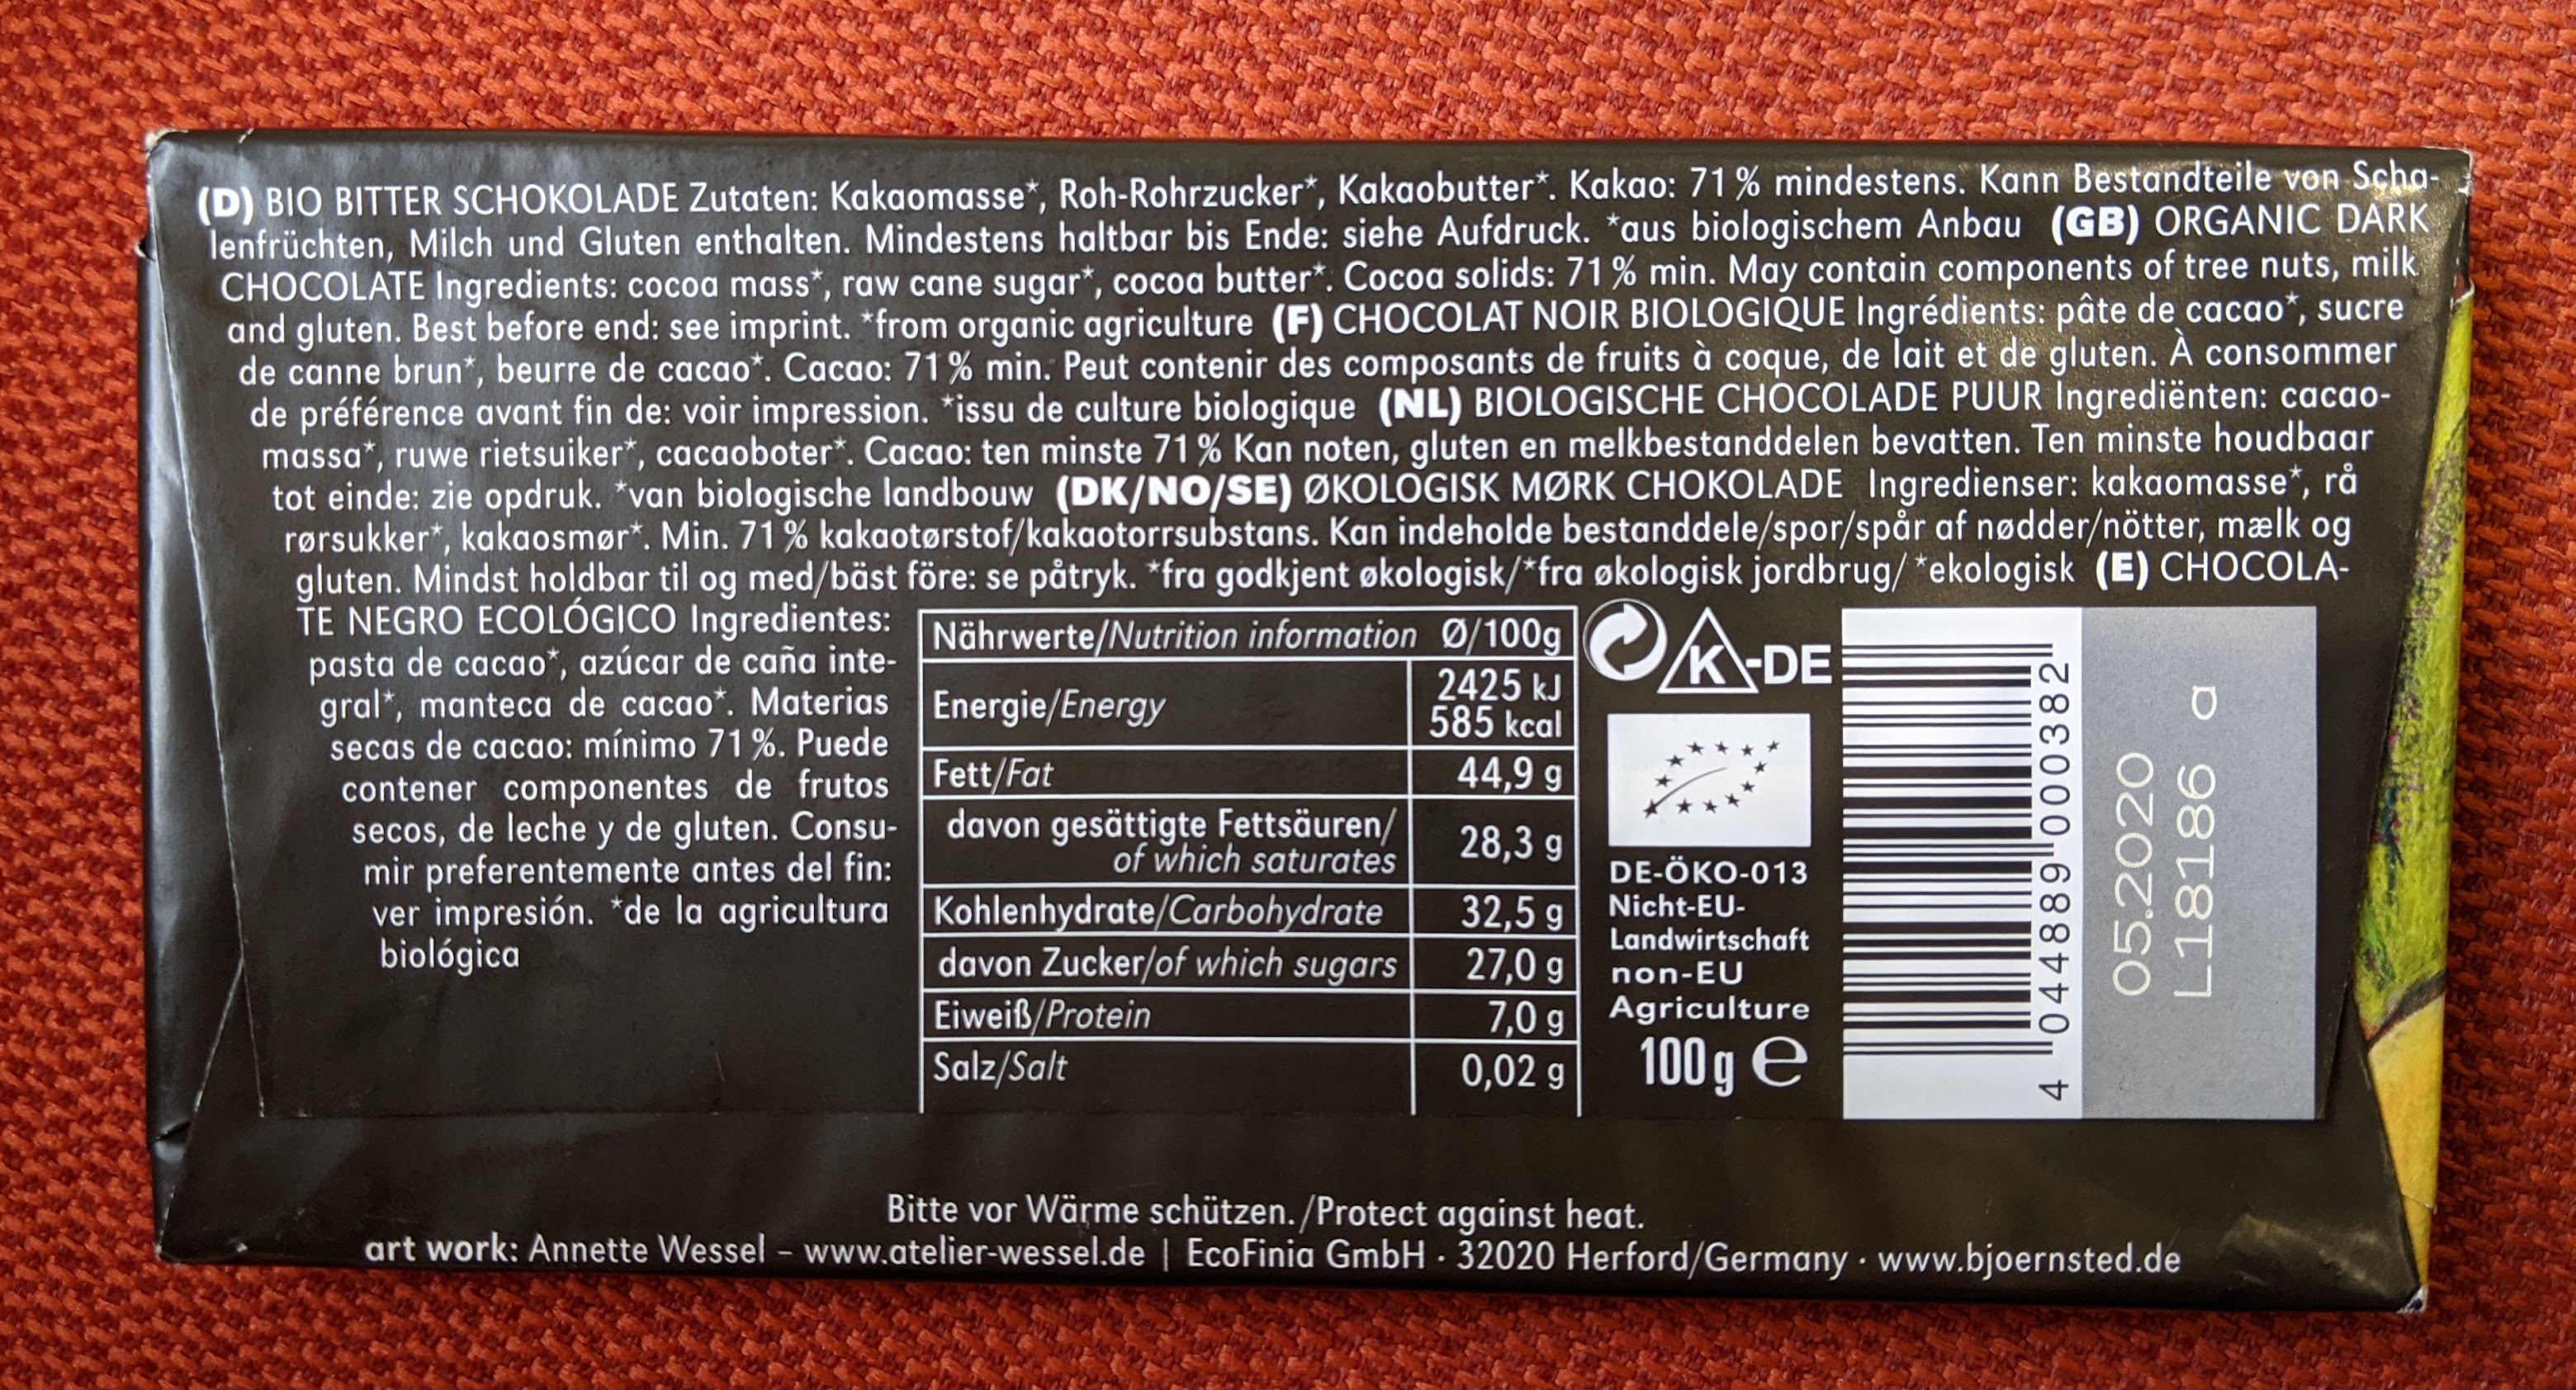 (D) BIO BITTER SCHOKOLADE Zutaten: Kakaomasse*, Roh-Rohrzucker*, Kakaobutter*. Kakao: 71% mindestens. Kann Bestandteile von Scha-
lenfrüchten, Milch und Gluten enthalten. Mindestens haltbar bis Ende: siehe Aufdruck. *aus biologischem Anbau (GB) ORGANIC DARK
CHOCOLATE Ingredients: cocoa mass*, raw cane sugar*, cocoa butter*. Cocoa solids: 71% min. May contain components of tree nuts, milk
and gluten. Best before end: see imprint. *from organic agriculture (F) CHOCOLAT NOIR BIOLOGIQUE Ingrédients: pâte de cacao*, sucre
de canne brun*, beurre de cacao*. Cacao: 71% min. Peut contenir des composants de fruits à coque, de lait et de gluten. À consommer
de préférence avant fin de: voir impression. *issu de culture biologique (NL) BIOLOGISCHE CHOCOLADE PUUR Ingrediënten: cacao-
massa*, ruwe rietsuiker*, cacaoboter*. Cacao: ten minste 71% Kan noten, gluten en melkbestanddelen bevatten. Ten minste houdbaar
tot einde: zie opdruk. *van biologische landbouw (DK/NO/SE) ØKOLOGISK MØRK CHOKOLADE Ingredienser: kakaomasse*, rå
rørsukker*, kakaosmør*. Min. 71% kakaotørstof/kakaotorrsubstans. Kan indeholde bestanddele/spor/spår af nødder/nötter, mælk og
gluten. Mindst holdbar til og med/bäst före: se påtryk. *fra godkjent økologisk/*fra økologisk jordbrug/ *ekologisk (E) CHOCOLA-
TE NEGRO ECOLÓGICO Ingredientes:
pasta de cacao*, azúcar de caña inte-
gral*, manteca de cacao*. Materias
secas de cacao: mínimo 71%. Puede
contener componentes de frutos
secos, de leche y de gluten. Consu-
mir preferentemente antes del fin:
ver impresión. *de la agricultura
biológica
Nährwerte/Nutrition information Ø/100g
Energie/Energy 2425 kJ
585 kcal
Fett/Fat 44,9 g
davon gesättigte Fettsäuren/
of which saturates 28,3 g
Kohlenhydrate/Carbohydrate 32,5 g
davon Zucker/of which sugars 27,0 g
Eiweiß/Protein 7,0 g
Salz/Salt 0,02 g
K-DE
DE-ÖKO-013
Nicht-EU-
Landwirtschaft
non-EU
Agriculture
100g e
4 044889 000382
05.2020
L18186 a
Bitte vor Wärme schützen./Protect against heat.
art work: Annette Wessel – www.atelier-wessel.de | EcoFinia GmbH · 32020 Herford/Germany · www.bjoernsted.de